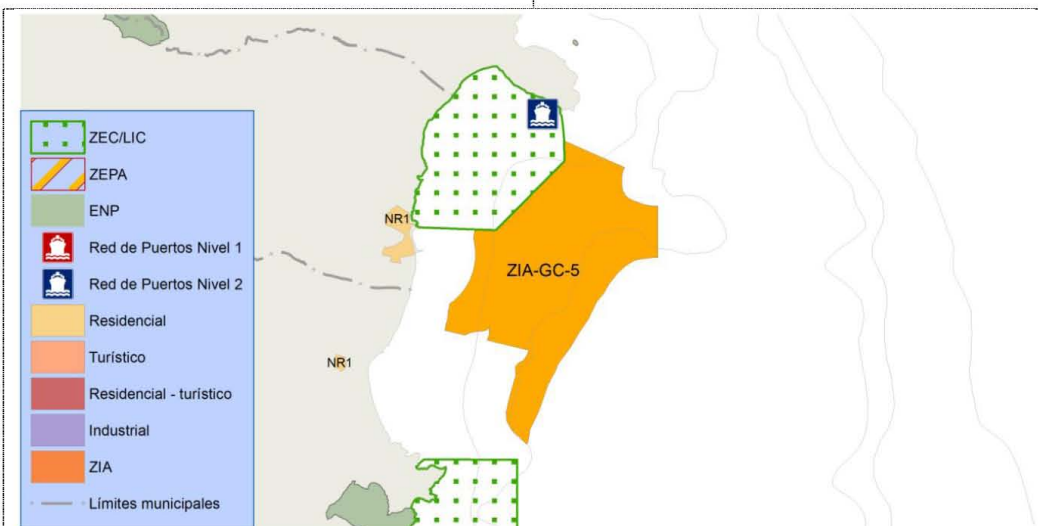 ZEC/LIC
ZEPA
ENP
Red de Puertos Nivel 1
Red de Puertos Nivel 2
Residencial
Turístico
Residencial - turístico
Industrial
ZIA
Límites municipales
NR1
ZIA-GC-5
NR1